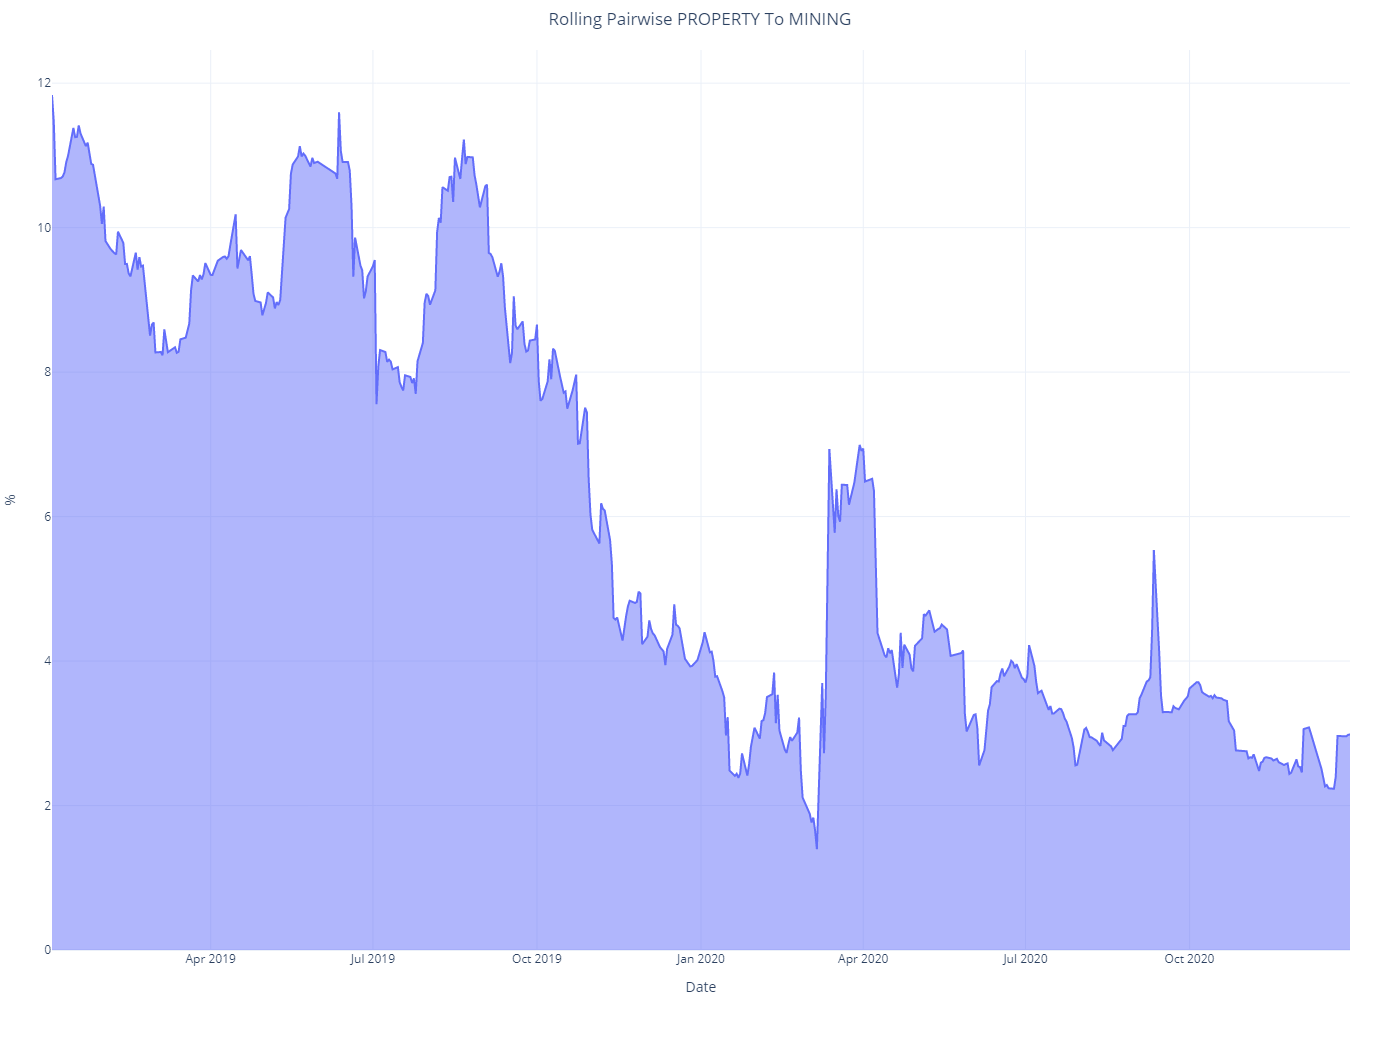 Rolling Pairwise PROPERTY To MINING
12
10
8
6
4
2
0
%
Apr 2019
Jul 2019
Oct 2019
Jan 2020
Apr 2020
Jul 2020
Oct 2020
Date